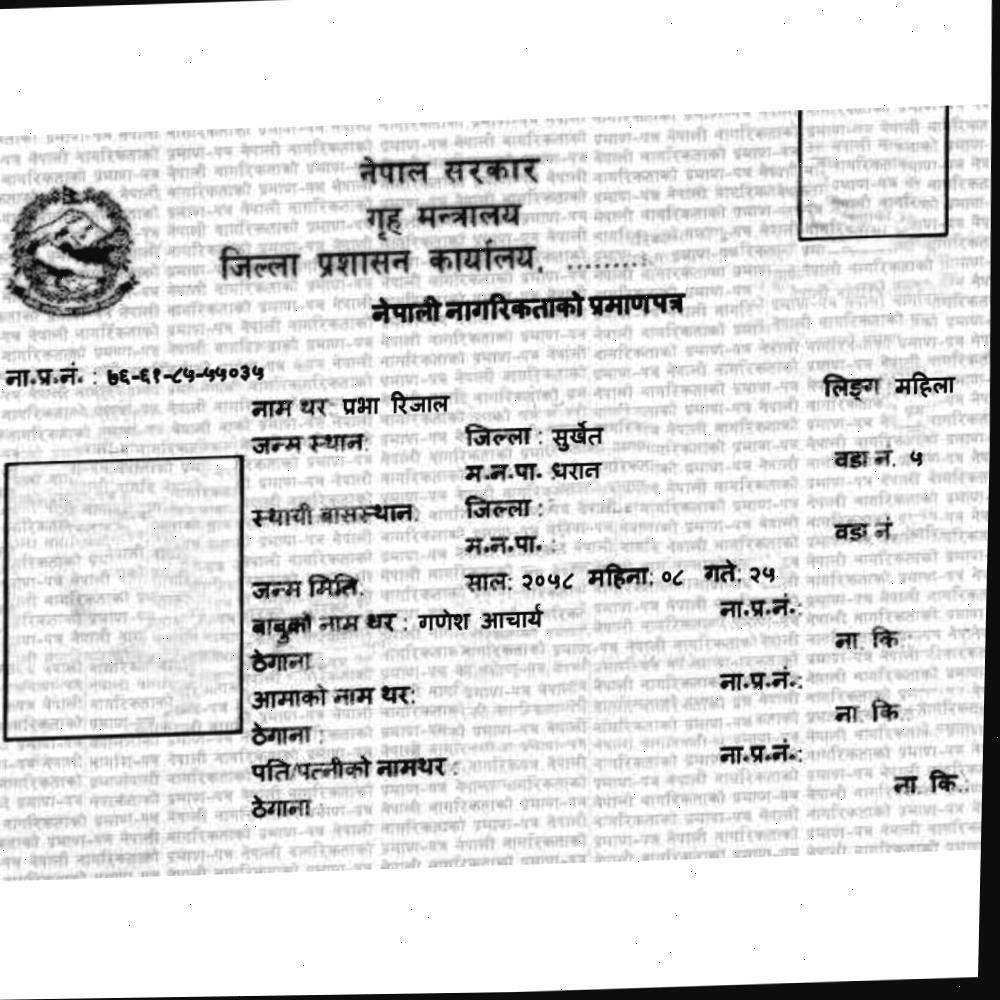 नेपाल सरकार
गृह मन्त्रालय
जिल्ला प्रशासन कार्यालय, .........
नेपाली नागरिकताको प्रमाणपत्र
ना.प्र.नं. : ७६-६१-८५-५५०३५
लिङ्ग महिला
नाम थर प्रभा रिजाल
जन्म स्थान: जिल्ला : सुर्खेत
म.न.पा. धरान वडा नं. ५
स्थायी बासस्थान: जिल्ला :
म.न.पा. : वडा नं
जन्म मिति: साल: २०५८ महिना: ०८ गते: २५
बाबुको नाम थर : गणेश आचार्य ना.प्र.नं.:
ठेगाना : ना. कि :
आमाको नाम थर: ना.प्र.नं.:
ठेगाना : ना. कि :
पति/पत्नीको नामथर : ना.प्र.नं.:
ठेगाना : ना. कि.: